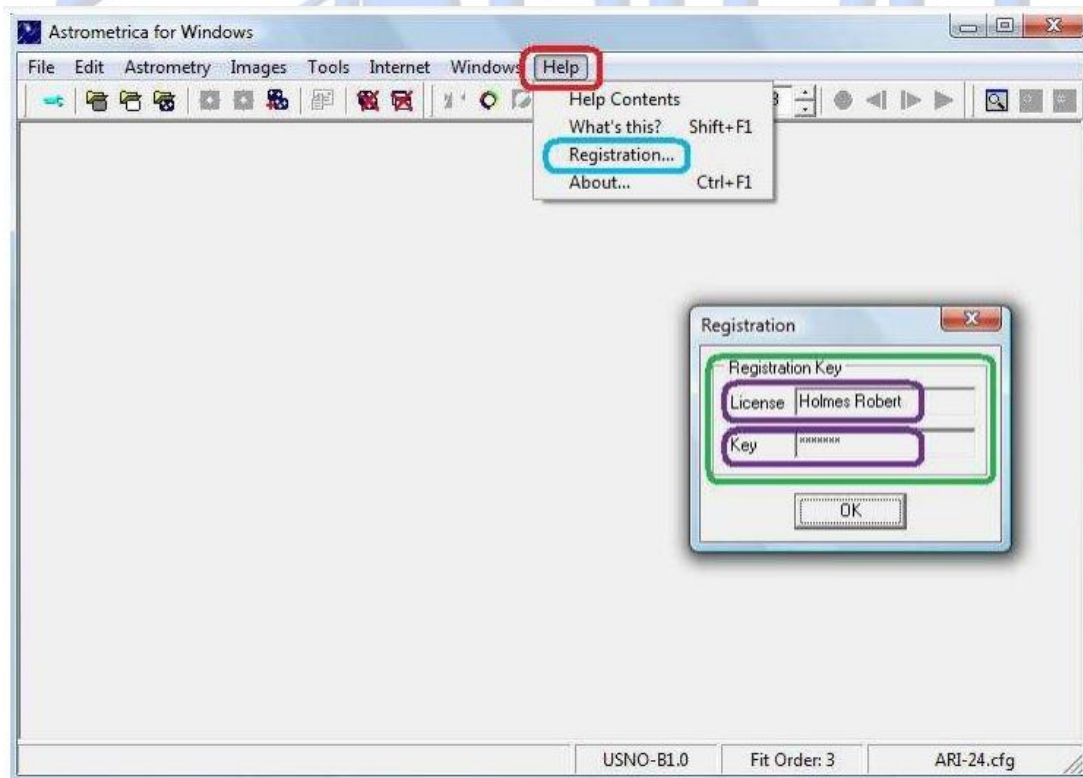 Astrometrica for Windows
File Edit Astrometry Images Tools Internet Windows Help
Help Contents
What's this? Shift+F1
Registration...
About... Ctrl+F1
Registration
Registration Key
License Holmes Robert
Key *******
OK
USNO-B1.0 Fit Order: 3 ARI-24.cfg